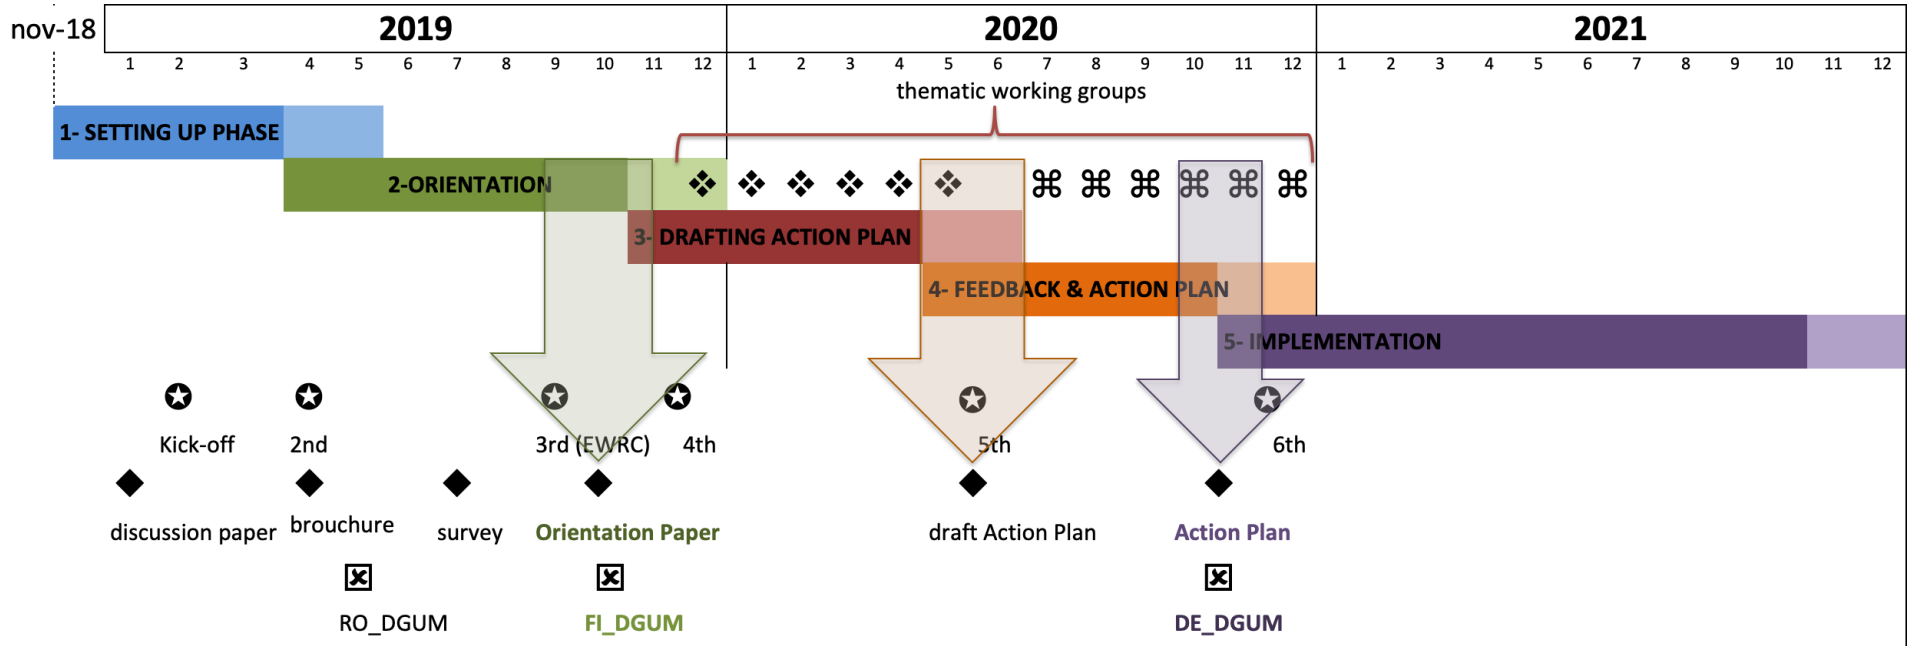 nov-18 2019 2020 2021
1 2 3 4 5 6 7 8 9 10 11 12 1 2 3 4 5 6 7 8 9 10 11 12 1 2 3 4 5 6 7 8 9 10 11 12
thematic working groups
1- SETTING UP PHASE
2-ORIENTATION
3- DRAFTING ACTION PLAN
4- FEEDBACK & ACTION PLAN
5- IMPLEMENTATION
Kick-off 2nd 3rd (EWRC) 4th 5th 6th
discussion paper brouchure survey Orientation Paper draft Action Plan Action Plan
RO_DGUM FI_DGUM DE_DGUM